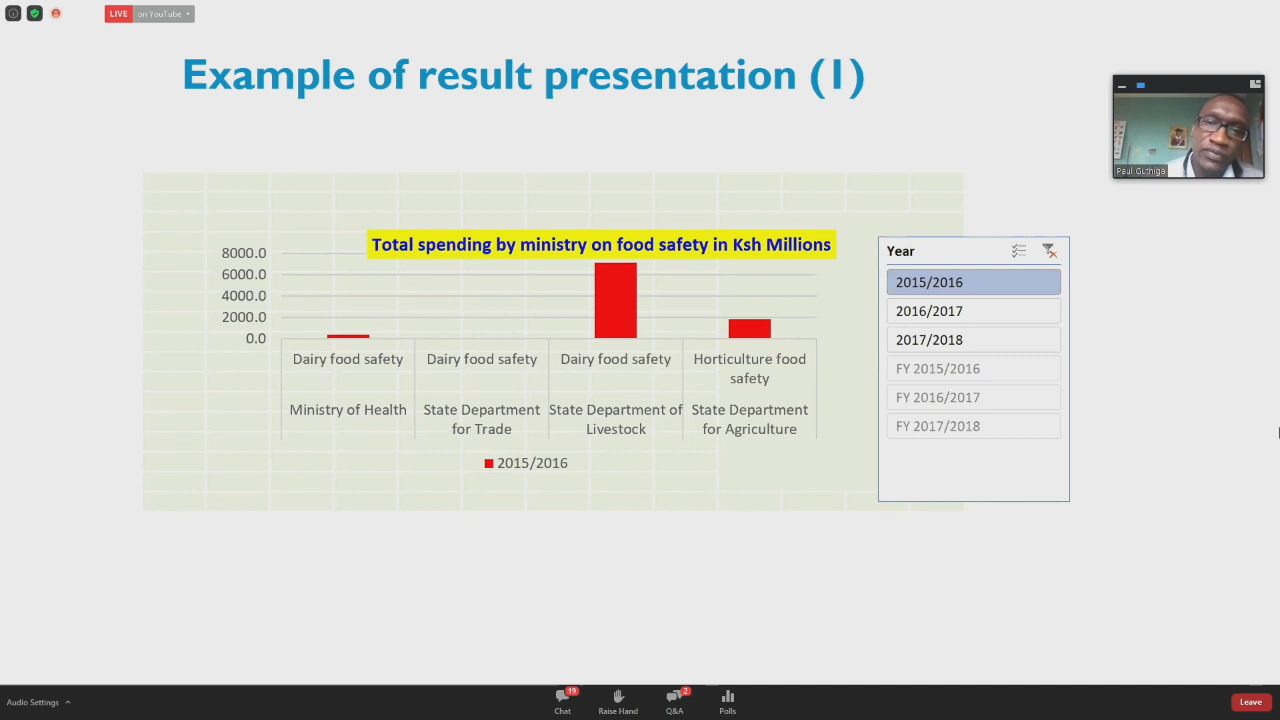 LIVE on YouTube
Example of result presentation (1)
Paul Guthiga
Total spending by ministry on food safety in Ksh Millions
8000.0
6000.0
4000.0
2000.0
0.0
Dairy food safety
Dairy food safety
Dairy food safety
Horticulture food
safety
Ministry of Health
State Department
for Trade
State Department of
Livestock
State Department
for Agriculture
2015/2016
Year
2015/2016
2016/2017
2017/2018
FY 2015/2016
FY 2016/2017
FY 2017/2018
Audio Settings
19
Chat
Raise Hand
2
Q&A
Polls
Leave